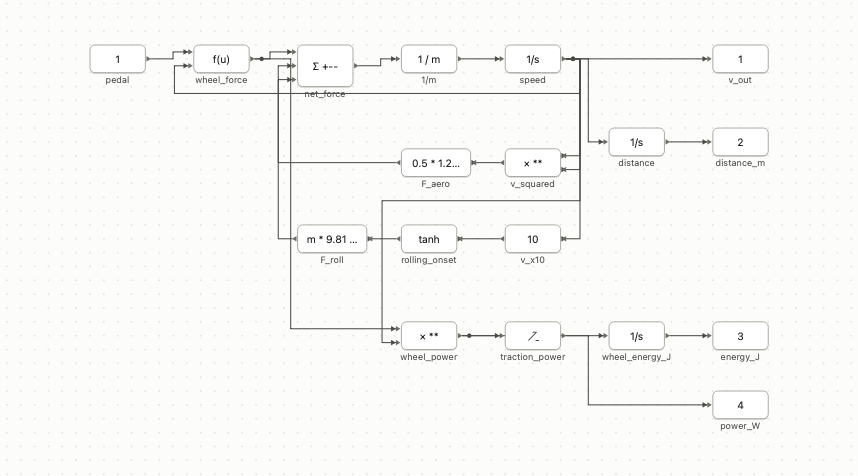 1
pedal
f(u)
wheel_force
Σ +--
net_force
1 / m
1/m
1/s
speed
1
v_out
1/s
distance
2
distance_m
0.5 * 1.2...
F_aero
× **
v_squared
m * 9.81 ...
F_roll
tanh
rolling_onset
10
v_x10
× **
wheel_power
traction_power
1/s
wheel_energy_J
3
energy_J
4
power_W